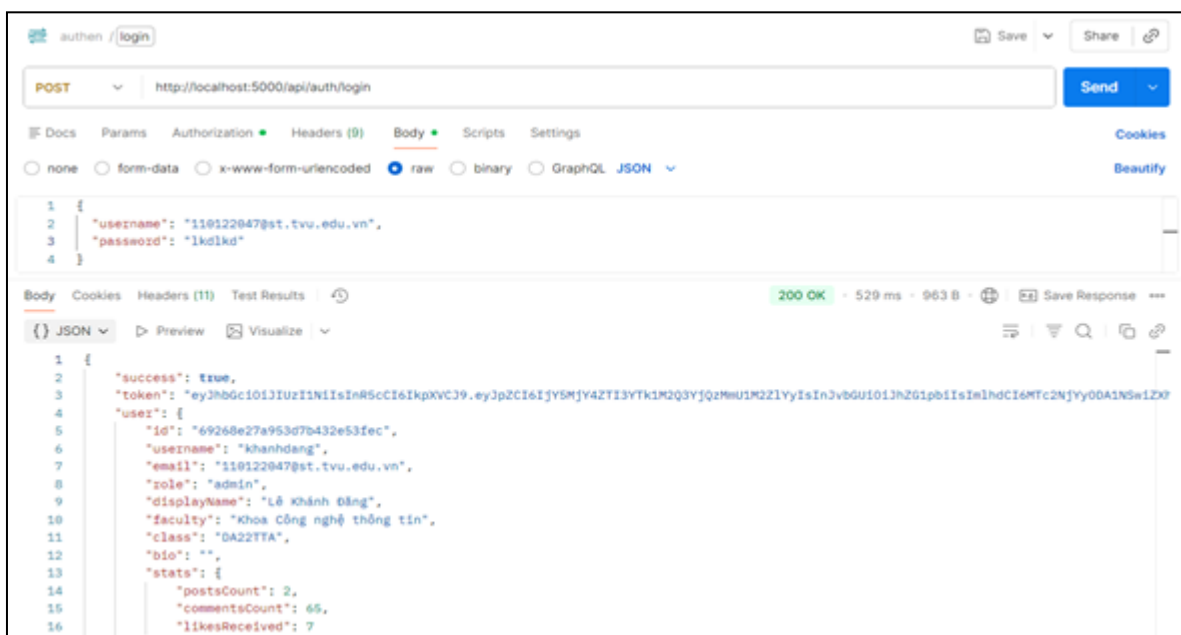 authen / login
Save
Share
POST
http://localhost:5000/api/auth/login
Send
Docs Params Authorization Headers (9) Body Scripts Settings
Cookies
none form-data x-www-form-urlencoded raw binary GraphQL JSON
Beautify
1 {
2 "username": "110122047@st.tvu.edu.vn",
3 "password": "lkdlkd"
4 }
Body Cookies Headers (11) Test Results
200 OK · 529 ms · 963 B
Save Response
{} JSON Preview Visualize
1 {
2 "success": true,
3 "token":
4 "user": {
5 "id": "69268e27a953d7b432e53fec",
6 "username": "khanhdang",
7 "email": "110122047@st.tvu.edu.vn",
8 "role": "admin",
9 "displayName": "Lê Khánh Đăng",
10 "faculty": "Khoa Công nghệ thông tin",
11 "class": "DA22TTA",
12 "bio": "",
13 "stats": {
14 "postsCount": 2,
15 "commentsCount": 65,
16 "likesReceived": 7